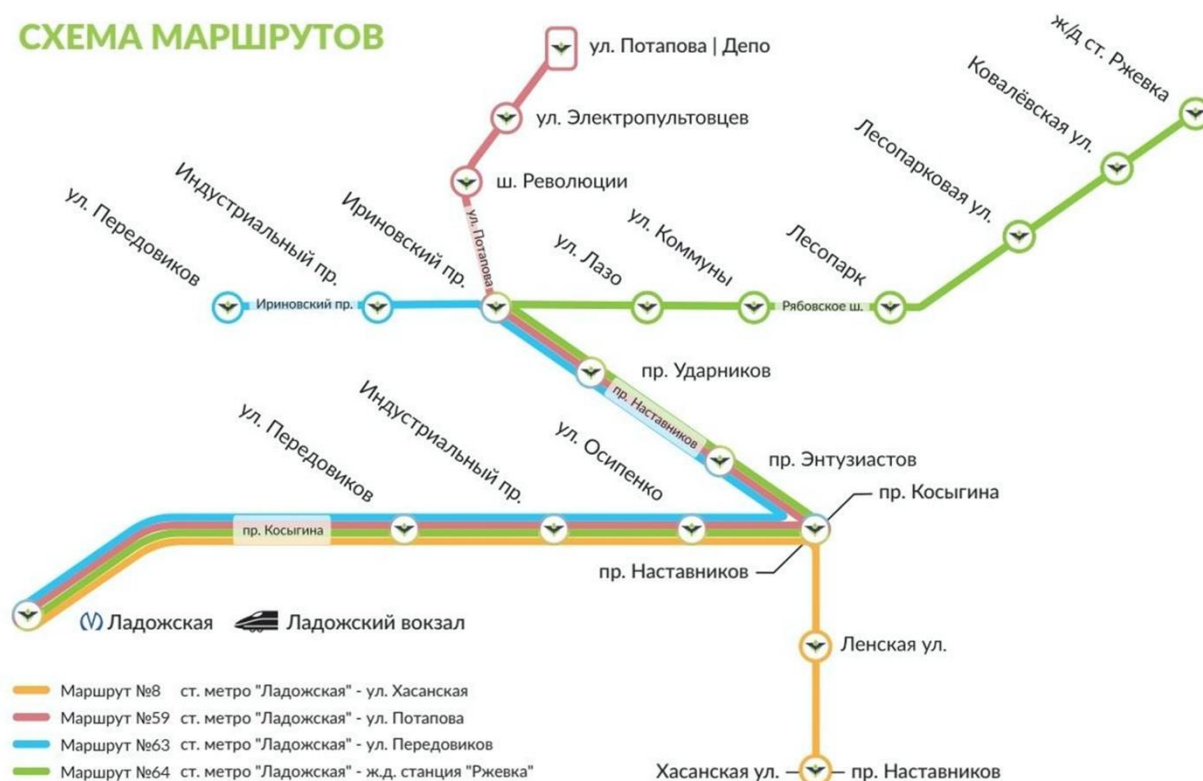 СХЕМА МАРШРУТОВ
ул. Потапова | Депо
ул. Электропультовцев
ш. Революции
ул. Потапова
ж/д ст. Ржевка
Ковалёвская ул.
Лесопарковая ул.
Лесопарк
Рябовское ш.
ул. Коммуны
ул. Лазо
Ириновский пр.
Индустриальный пр.
ул. Передовиков
Ириновский пр.
пр. Ударников
пр. Наставников
пр. Энтузиастов
пр. Косыгина
пр. Наставников
ул. Осипенко
Индустриальный пр.
ул. Передовиков
пр. Косыгина
Ладожская
Ладожский вокзал
Ленская ул.
Хасанская ул.
пр. Наставников
Маршрут №8 ст. метро "Ладожская" - ул. Хасанская
Маршрут №59 ст. метро "Ладожская" - ул. Потапова
Маршрут №63 ст. метро "Ладожская" - ул. Передовиков
Маршрут №64 ст. метро "Ладожская" - ж.д. станция "Ржевка"